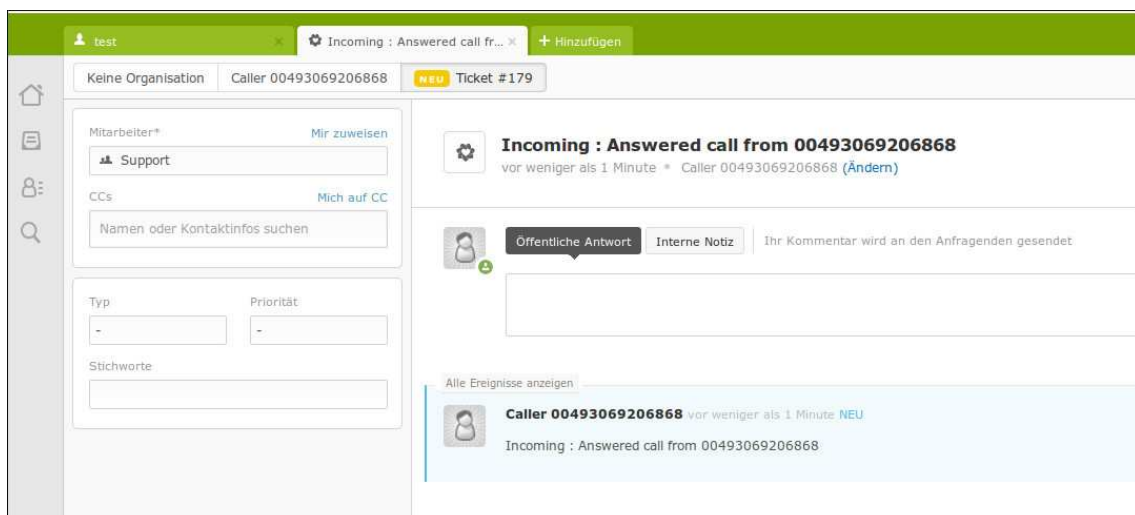 test × Incoming : Answered call fr... × + Hinzufügen
Keine Organisation Caller 00493069206868 NEU Ticket #179
Mitarbeiter* Mir zuweisen
Support
CCs Mich auf CC
Namen oder Kontaktinfos suchen
Typ Priorität
- -
Stichworte
Incoming : Answered call from 00493069206868
vor weniger als 1 Minute • Caller 00493069206868 (Ändern)
Öffentliche Antwort Interne Notiz Ihr Kommentar wird an den Anfragenden gesendet
Alle Ereignisse anzeigen
Caller 00493069206868 vor weniger als 1 Minute NEU
Incoming : Answered call from 00493069206868